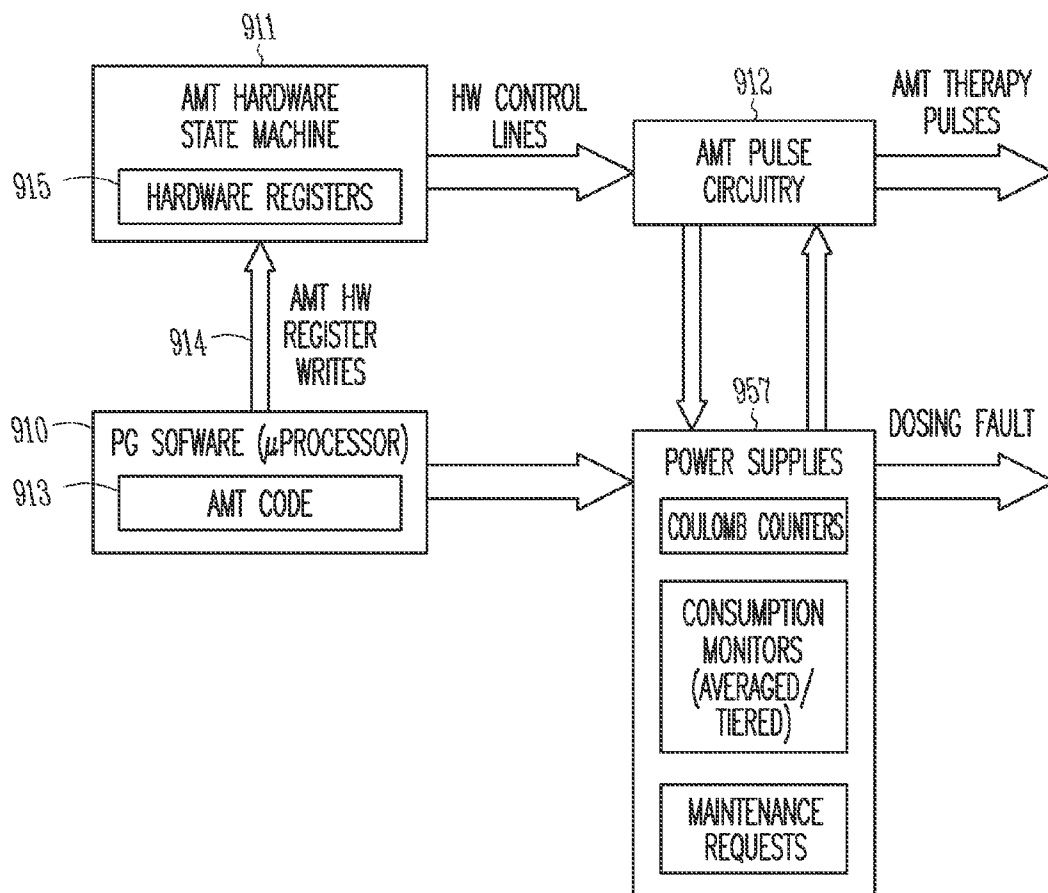 911
AMT HARDWARE
STATE MACHINE
915
HARDWARE REGISTERS
HW CONTROL
LINES
912
AMT PULSE
CIRCUITRY
AMT THERAPY
PULSES
914
AMT HW
REGISTER
WRITES
910
PG SOFWARE (μPROCESSOR)
913
AMT CODE
957
POWER SUPPLIES
COULOMB COUNTERS
CONSUMPTION
MONITORS
(AVERAGED/
TIERED)
MAINTENANCE
REQUESTS
DOSING FAULT